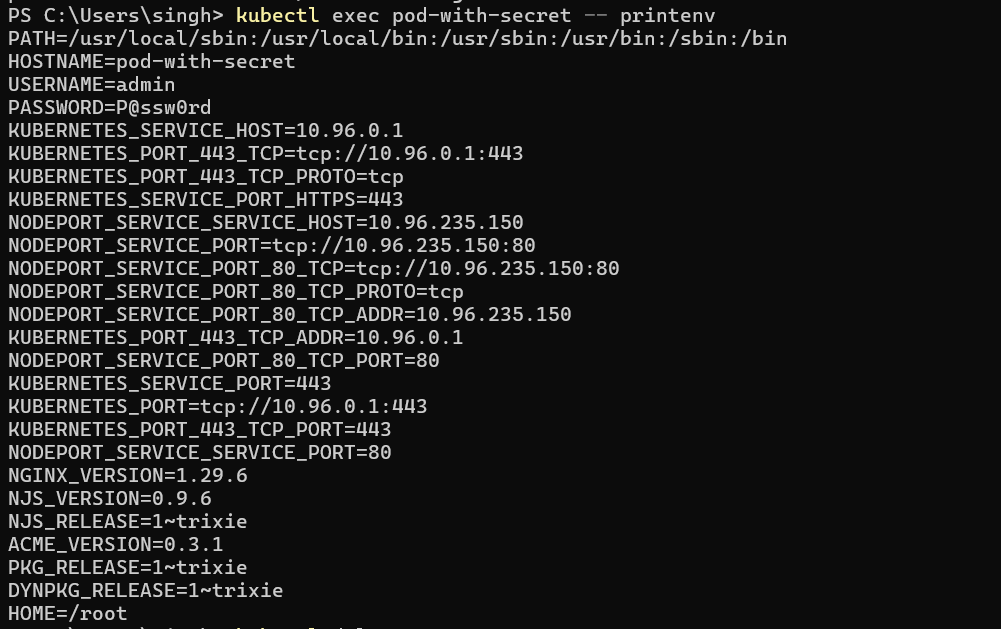 PS C:\Users\singh> kubectl exec pod-with-secret -- printenv
PATH=/usr/local/sbin:/usr/local/bin:/usr/sbin:/usr/bin:/sbin:/bin
HOSTNAME=pod-with-secret
USERNAME=admin
PASSWORD=P@ssw0rd
KUBERNETES_SERVICE_HOST=10.96.0.1
KUBERNETES_PORT_443_TCP=tcp://10.96.0.1:443
KUBERNETES_PORT_443_TCP_PROTO=tcp
KUBERNETES_SERVICE_PORT_HTTPS=443
NODEPORT_SERVICE_SERVICE_HOST=10.96.235.150
NODEPORT_SERVICE_PORT=tcp://10.96.235.150:80
NODEPORT_SERVICE_PORT_80_TCP=tcp://10.96.235.150:80
NODEPORT_SERVICE_PORT_80_TCP_PROTO=tcp
NODEPORT_SERVICE_PORT_80_TCP_ADDR=10.96.235.150
KUBERNETES_PORT_443_TCP_ADDR=10.96.0.1
NODEPORT_SERVICE_PORT_80_TCP_PORT=80
KUBERNETES_SERVICE_PORT=443
KUBERNETES_PORT=tcp://10.96.0.1:443
KUBERNETES_PORT_443_TCP_PORT=443
NODEPORT_SERVICE_SERVICE_PORT=80
NGINX_VERSION=1.29.6
NJS_VERSION=0.9.6
NJS_RELEASE=1~trixie
ACME_VERSION=0.3.1
PKG_RELEASE=1~trixie
DYNPKG_RELEASE=1~trixie
HOME=/root